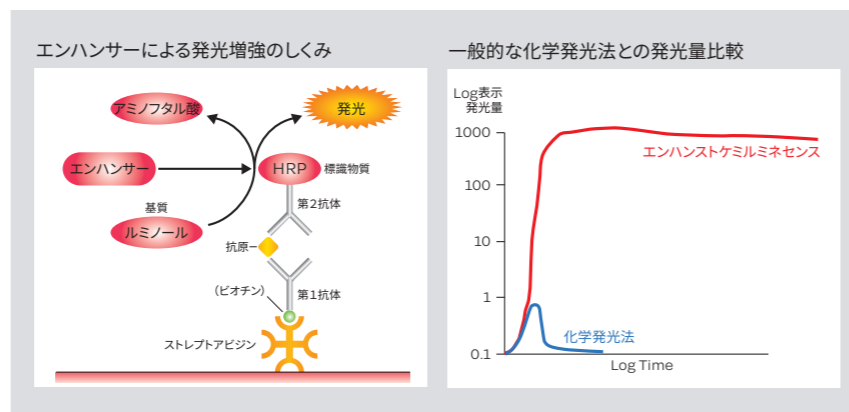 エンハンサーによる発光増強のしくみ
アミノフタル酸
発光
エンハンサー
HRP
標識物質
基質
ルミノール
第2抗体
抗原
(ビオチン)
第1抗体
ストレプトアビジン
一般的な化学発光法との発光量比較
Log表示
発光量
1000
100
10
1
0.1
エンハンストケミルミネセンス
化学発光法
Log Time